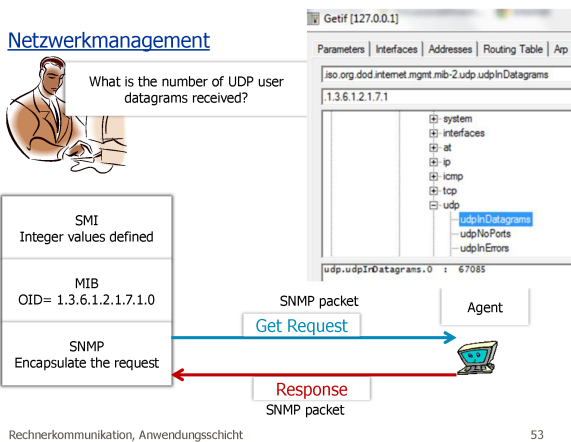 Getif [127.0.0.1]
Netzwerkmanagement
Parameters Interfaces Addresses Routing Table Arp
What is the number of UDP user
datagrams received?
.iso.org.dod.internet.mgmt.mib-2.udp.udpInDatagrams
.1.3.6.1.2.1.7.1
system
interfaces
at
ip
icmp
tcp
udp
udpInDatagrams
udpNoPorts
udpInErrors
udp.udpInDatagrams.0 : 67085
SMI
Integer values defined
MIB
OID= 1.3.6.1.2.1.7.1.0
SNMP
Encapsulate the request
SNMP packet
Get Request
Agent
Response
SNMP packet
Rechnerkommunikation, Anwendungsschicht
53